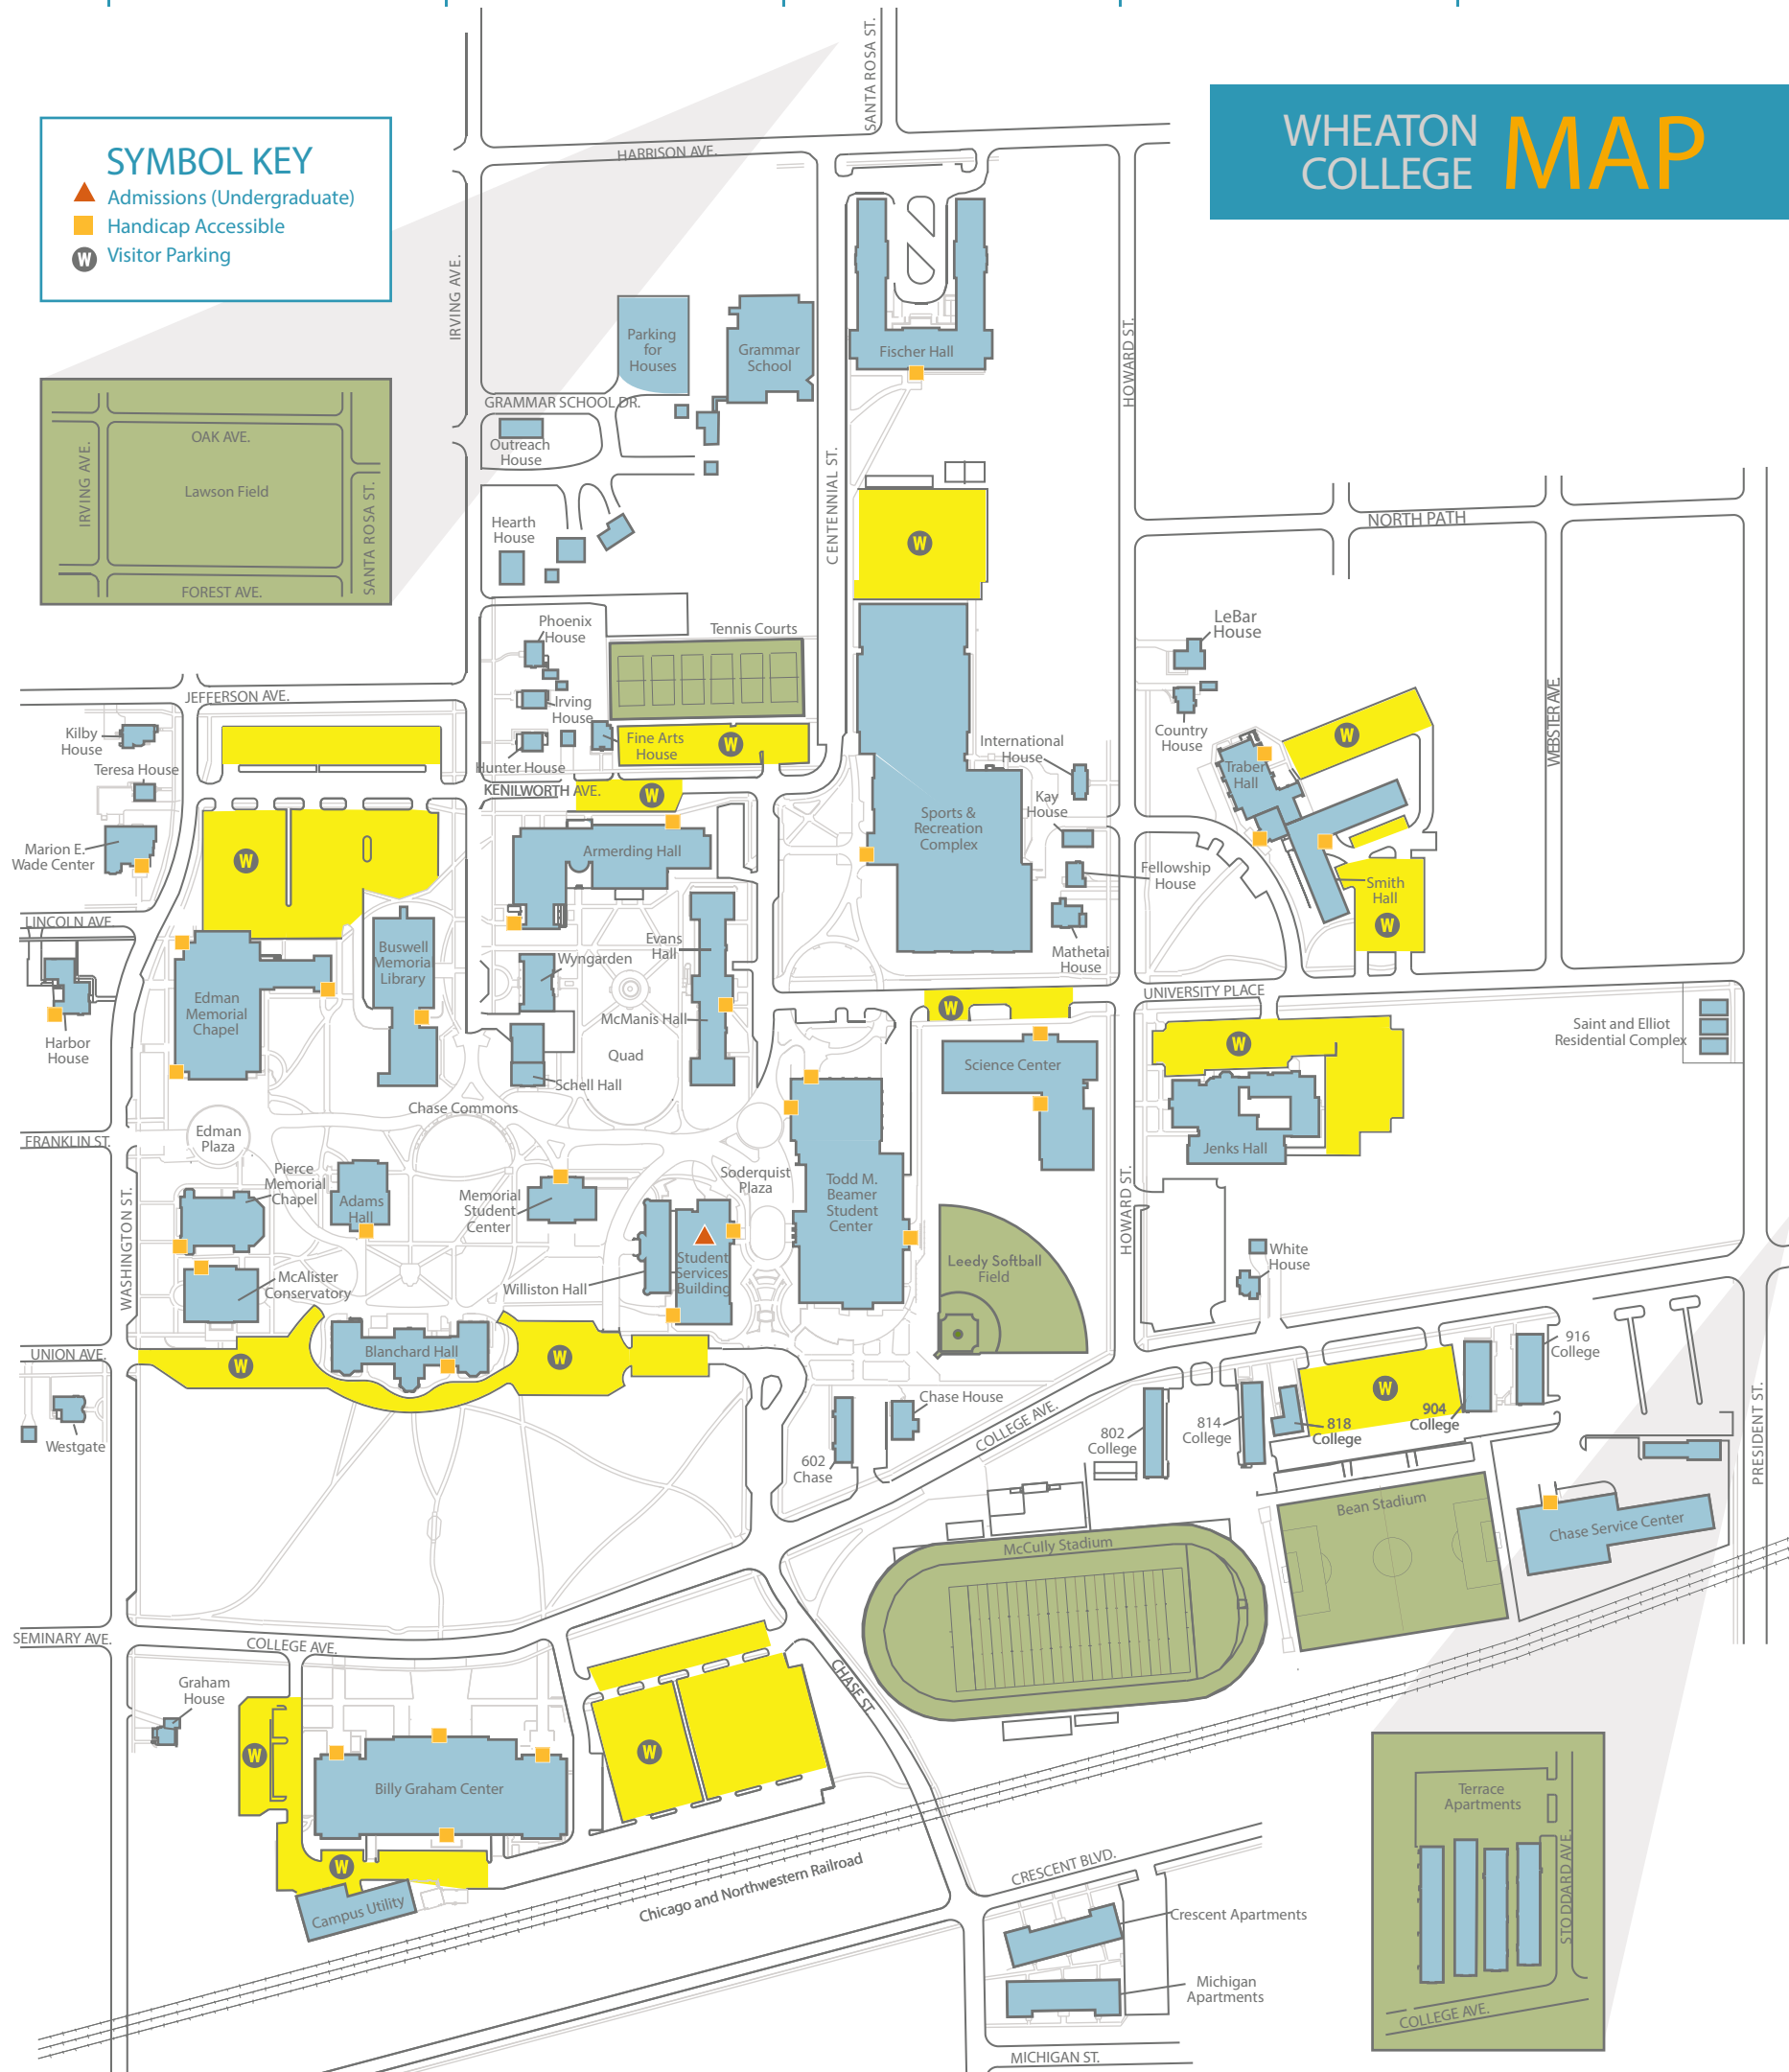 SANTA ROSA ST.
WHEATON
COLLEGE
MAP
SYMBOL KEY
Admissions (Undergraduate)
Handicap Accessible
W Visitor Parking
HARRISON AVE.
IRVING AVE.
HOWARD ST.
Parking
for
Houses
Grammar
School
Fischer Hall
GRAMMAR SCHOOL DR.
Outreach
House
CENTENNIAL ST.
OAK AVE.
IRVING AVE.
Lawson Field
SANTA ROSA ST.
FOREST AVE.
Hearth
House
W
NORTH PATH
Phoenix
House
Tennis Courts
LeBar
House
JEFFERSON AVE.
Irving
House
Kilby
House
Teresa House
Hunter House
Fine Arts
House
W
International
House
Country
House
W
WEBSTER AVE.
Traber
Hall
KENILWORTH AVE.
W
Kay
House
Sports &
Recreation
Complex
Marion E.
Wade Center
W
Armerding Hall
Fellowship
House
Smith
Hall
W
LINCOLN AVE.
Buswell
Memorial
Library
Evans
Hall
Wyngarden
Mathetai
House
Edman
Memorial
Chapel
McManis Hall
W
UNIVERSITY PLACE
Harbor
House
Quad
Science Center
W
Saint and Elliot
Residential Complex
Schell Hall
Chase Commons
Edman
Plaza
FRANKLIN ST.
Jenks Hall
Pierce
Memorial
Chapel
Adams
Hall
Memorial
Student
Center
Soderquist
Plaza
Todd M.
Beamer
Student
Center
WASHINGTON ST.
HOWARD ST.
White
House
McAlister
Conservatory
Williston Hall
Student
Services
Building
Leedy Softball
Field
UNION AVE.
W
Blanchard Hall
W
916
College
W
Westgate
Chase House
COLLEGE AVE.
802
College
814
College
818
College
904
College
602
Chase
PRESIDENT ST.
Bean Stadium
Chase Service Center
McCully Stadium
SEMINARY AVE.
COLLEGE AVE.
Graham
House
CHASE ST
W
W
Billy Graham Center
Terrace
Apartments
W
Campus Utility
Chicago and Northwestern Railroad
CRESCENT BLVD.
Crescent Apartments
STODDARD AVE.
Michigan
Apartments
COLLEGE AVE.
MICHIGAN ST.